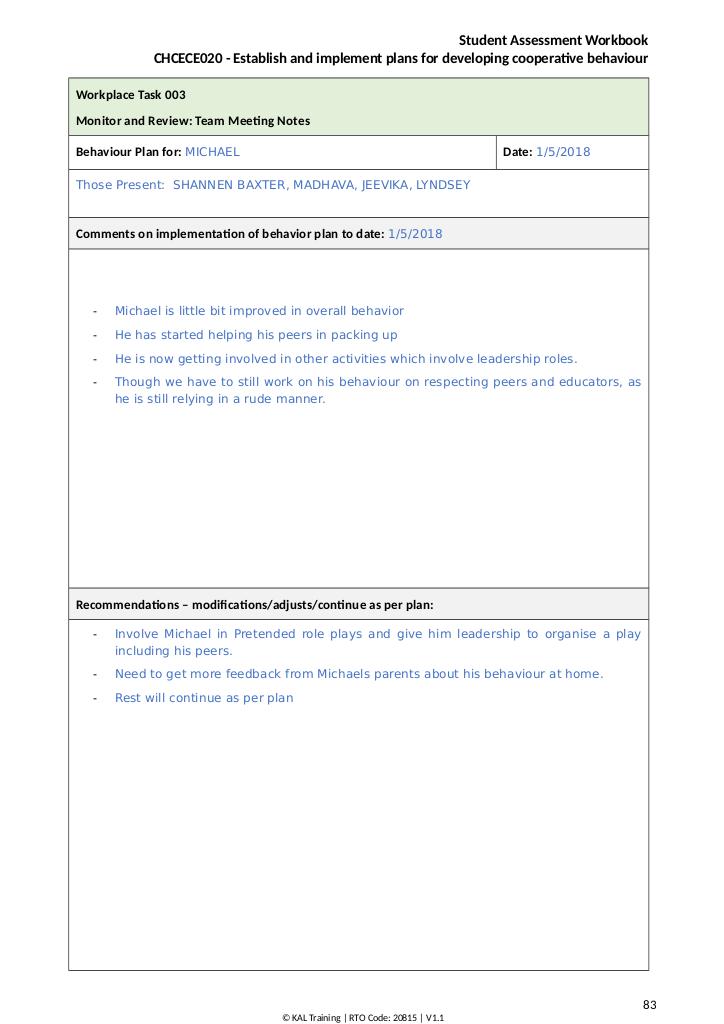 Student Assessment Workbook
CHCECE020 - Establish and implement plans for developing cooperative behaviour
Workplace Task 003
Monitor and Review: Team Meeting Notes
Behaviour Plan for: MICHAEL
Date: 1/5/2018
Those Present:  SHANNEN BAXTER, MADHAVA, JEEVIKA, LYNDSEY
Comments on implementation of behavior plan to date: 1/5/2018
- Michael is little bit improved in overall behavior
- He has started helping his peers in packing up
- He is now getting involved in other activities which involve leadership roles.
- Though we have to still work on his behaviour on respecting peers and educators, as
he is still relying in a rude manner.
Recommendations – modifications/adjusts/continue as per plan:
- Involve Michael in Pretended role plays and give him leadership to organise a play
including his peers.
- Need to get more feedback from Michaels parents about his behaviour at home.
- Rest will continue as per plan
83
© KAL Training | RTO Code: 20815 | V1.1